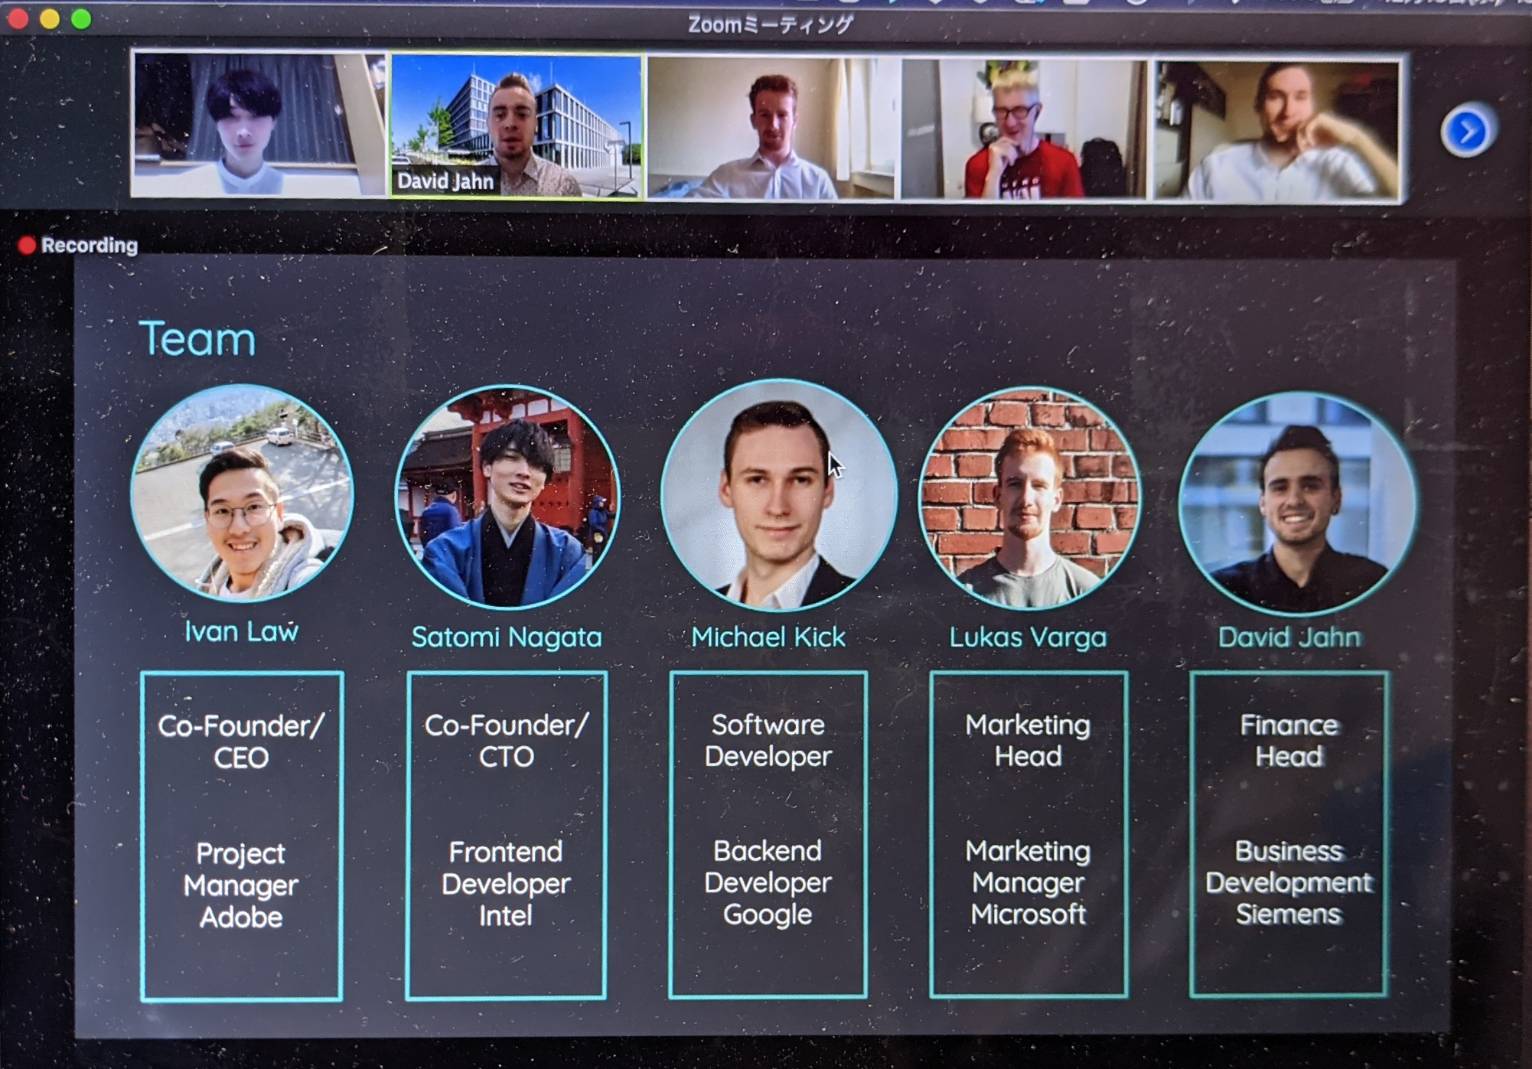 Zoomミーティング
David Jahn
Recording
Team
Ivan Law
Satomi Nagata
Michael Kick
Lukas Varga
David Jahn
Co-Founder/
CEO
Project
Manager
Adobe
Co-Founder/
CTO
Frontend
Developer
Intel
Software
Developer
Backend
Developer
Google
Marketing
Head
Marketing
Manager
Microsoft
Finance
Head
Business
Development
Siemens